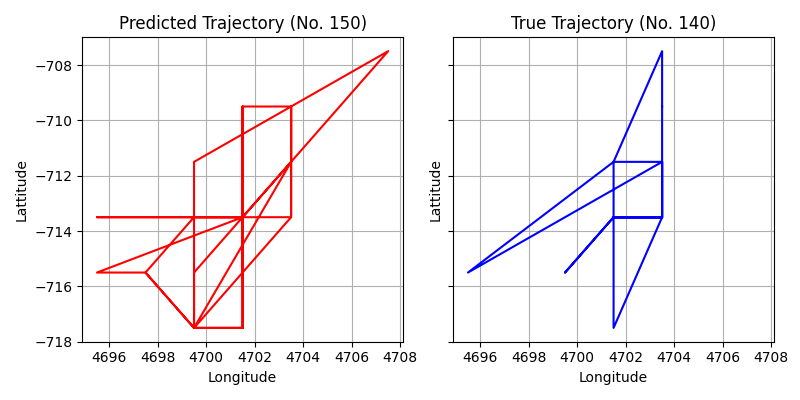 Predicted Trajectory (No. 150)
True Trajectory (No. 140)
−708
−710
−712
−714
−716
−718
Lattitude
Lattitude
4696 4698 4700 4702 4704 4706 4708
4696 4698 4700 4702 4704 4706 4708
Longitude
Longitude